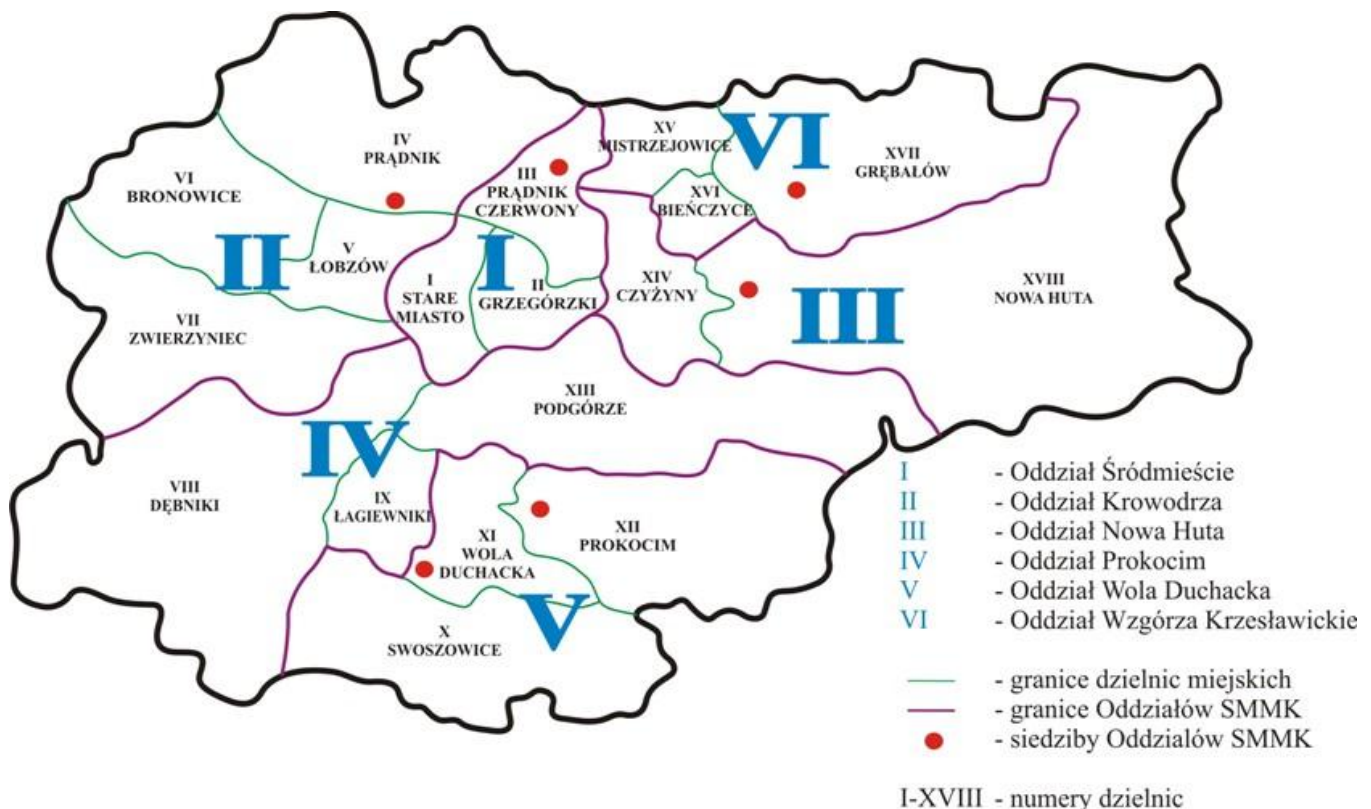 IV
PRĄDNIK
XV
MISTRZEJOWICE
VI
XVII
GRĘBAŁÓW
III
PRĄDNIK
CZERWONY
VI
BRONOWICE
XVI
BIEŃCZYCE
II
V
ŁOBZÓW
I
I
STARE
MIASTO
II
GRZEGÓRZKI
XIV
CZYŻYNY
III
XVIII
NOWA HUTA
VII
ZWIERZYNIEC
XIII
PODGÓRZE
IV
VIII
DĘBNIKI
IX
ŁAGIEWNIKI
XI
WOLA
DUCHACKA
XII
PROKOCIM
V
X
SWOSZOWICE
I - Oddział Śródmieście
II - Oddział Krowodrza
III - Oddział Nowa Huta
IV - Oddział Prokocim
V - Oddział Wola Duchacka
VI - Oddział Wzgórza Krzesławickie
- granice dzielnic miejskich
- granice Oddziałów SMMK
- siedziby Oddzialów SMMK
I-XVIII - numery dzielnic